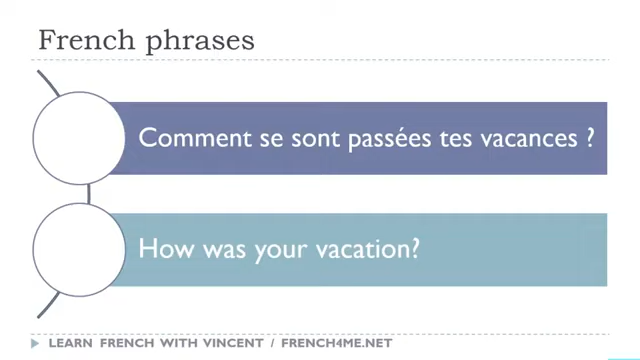 French phrases
Comment se sont passées tes vacances ?
How was your vacation?
LEARN FRENCH WITH VINCENT / FRENCH4ME.NET